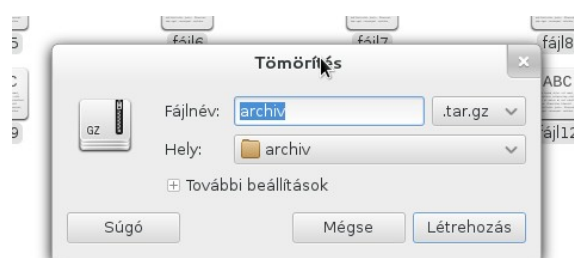 fájl6 fájl7 fájl8
Tömörítés
ABC
Fájlnév: archiv .tar.gz
GZ
Hely: archiv
fájl12
További beállítások
Súgó Mégse Létrehozás